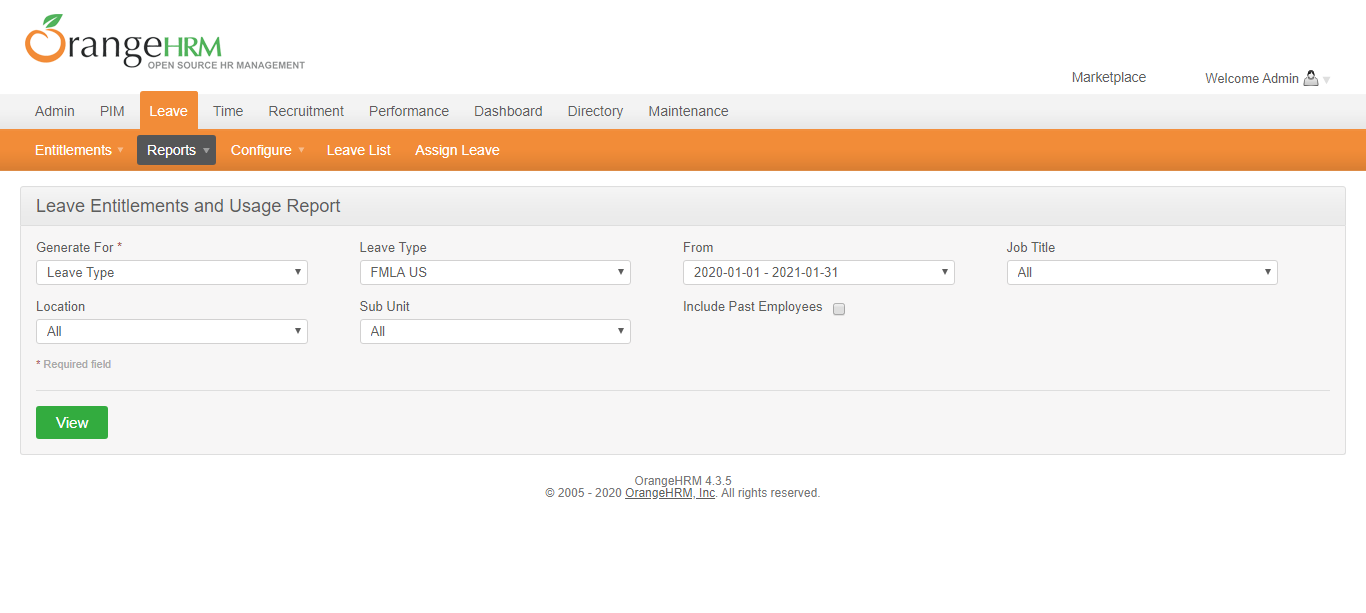 OrangeHRM
OPEN SOURCE HR MANAGEMENT
Marketplace Welcome Admin
Admin PIM Leave Time Recruitment Performance Dashboard Directory Maintenance
Entitlements Reports Configure Leave List Assign Leave
Leave Entitlements and Usage Report
Generate For * Leave Type From Job Title
Leave Type FMLA US 2020-01-01 - 2021-01-31 All
Location Sub Unit Include Past Employees
All All
* Required field
View
OrangeHRM 4.3.5
© 2005 - 2020 OrangeHRM, Inc. All rights reserved.